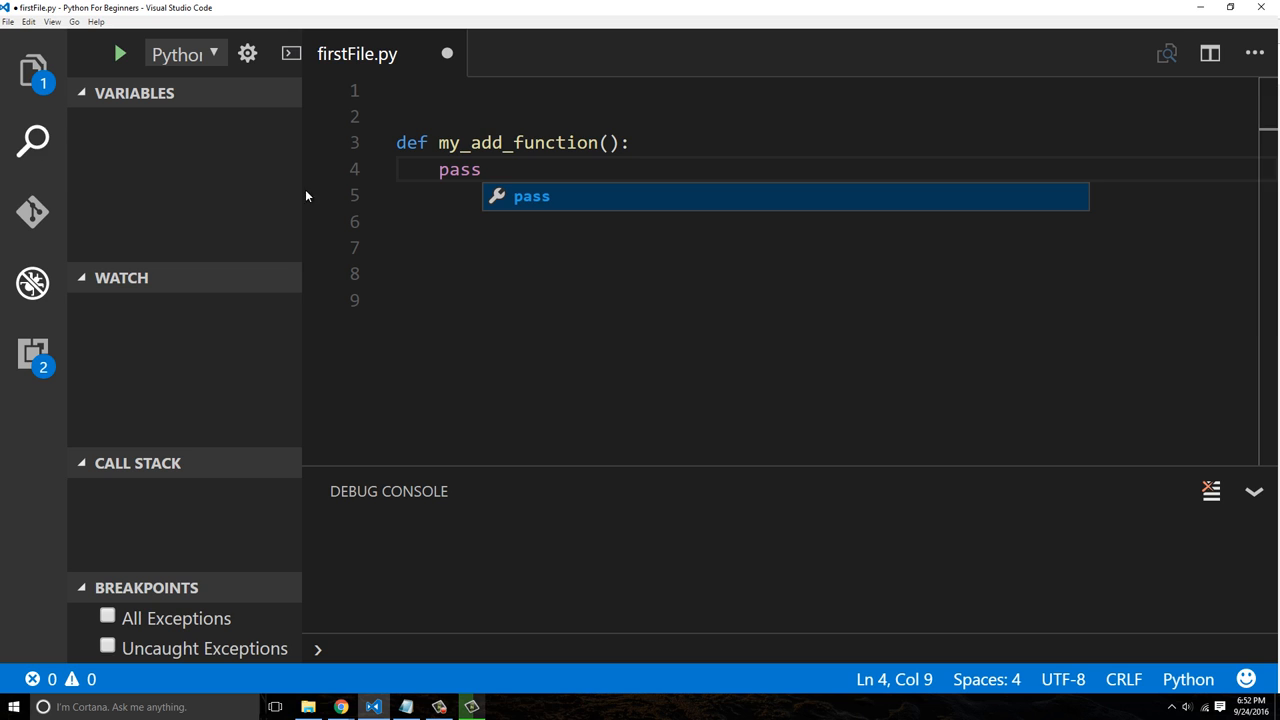 • firstFile.py - Python For Beginners - Visual Studio Code
File Edit View Go Help
Python
firstFile.py
1
VARIABLES
1
2
3 def my_add_function():
4 pass
5 pass
6
7
8
9
WATCH
2
CALL STACK
DEBUG CONSOLE
BREAKPOINTS
All Exceptions
Uncaught Exceptions
0 0 Ln 4, Col 9 Spaces: 4 UTF-8 CRLF Python
I'm Cortana. Ask me anything.
6:52 PM
9/24/2016